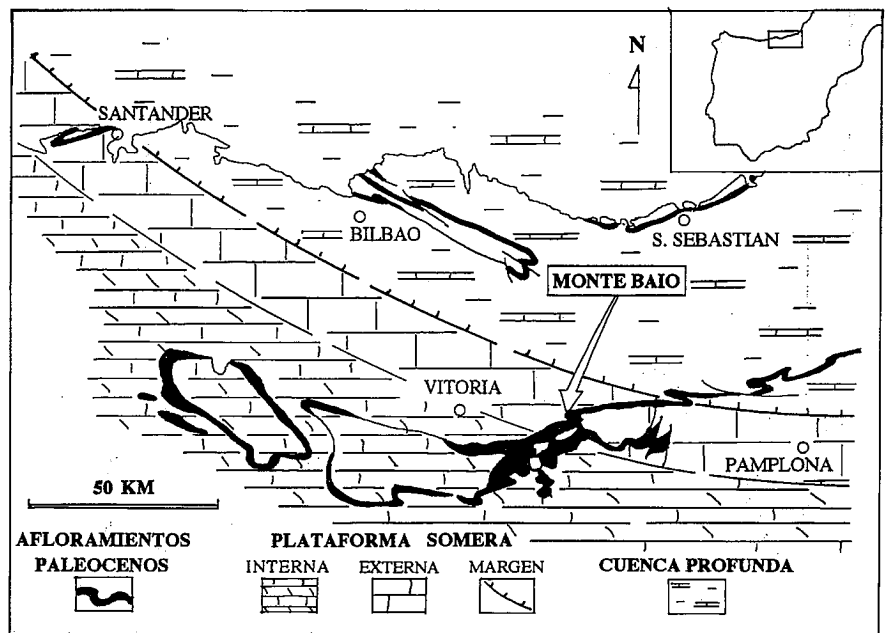 N
SANTANDER
BILBAO
S. SEBASTIAN
MONTE BAIO
VITORIA
PAMPLONA
50 KM
AFLORAMIENTOS
PALEOCENOS
PLATAFORMA SOMERA
INTERNA
EXTERNA
MARGEN
CUENCA PROFUNDA